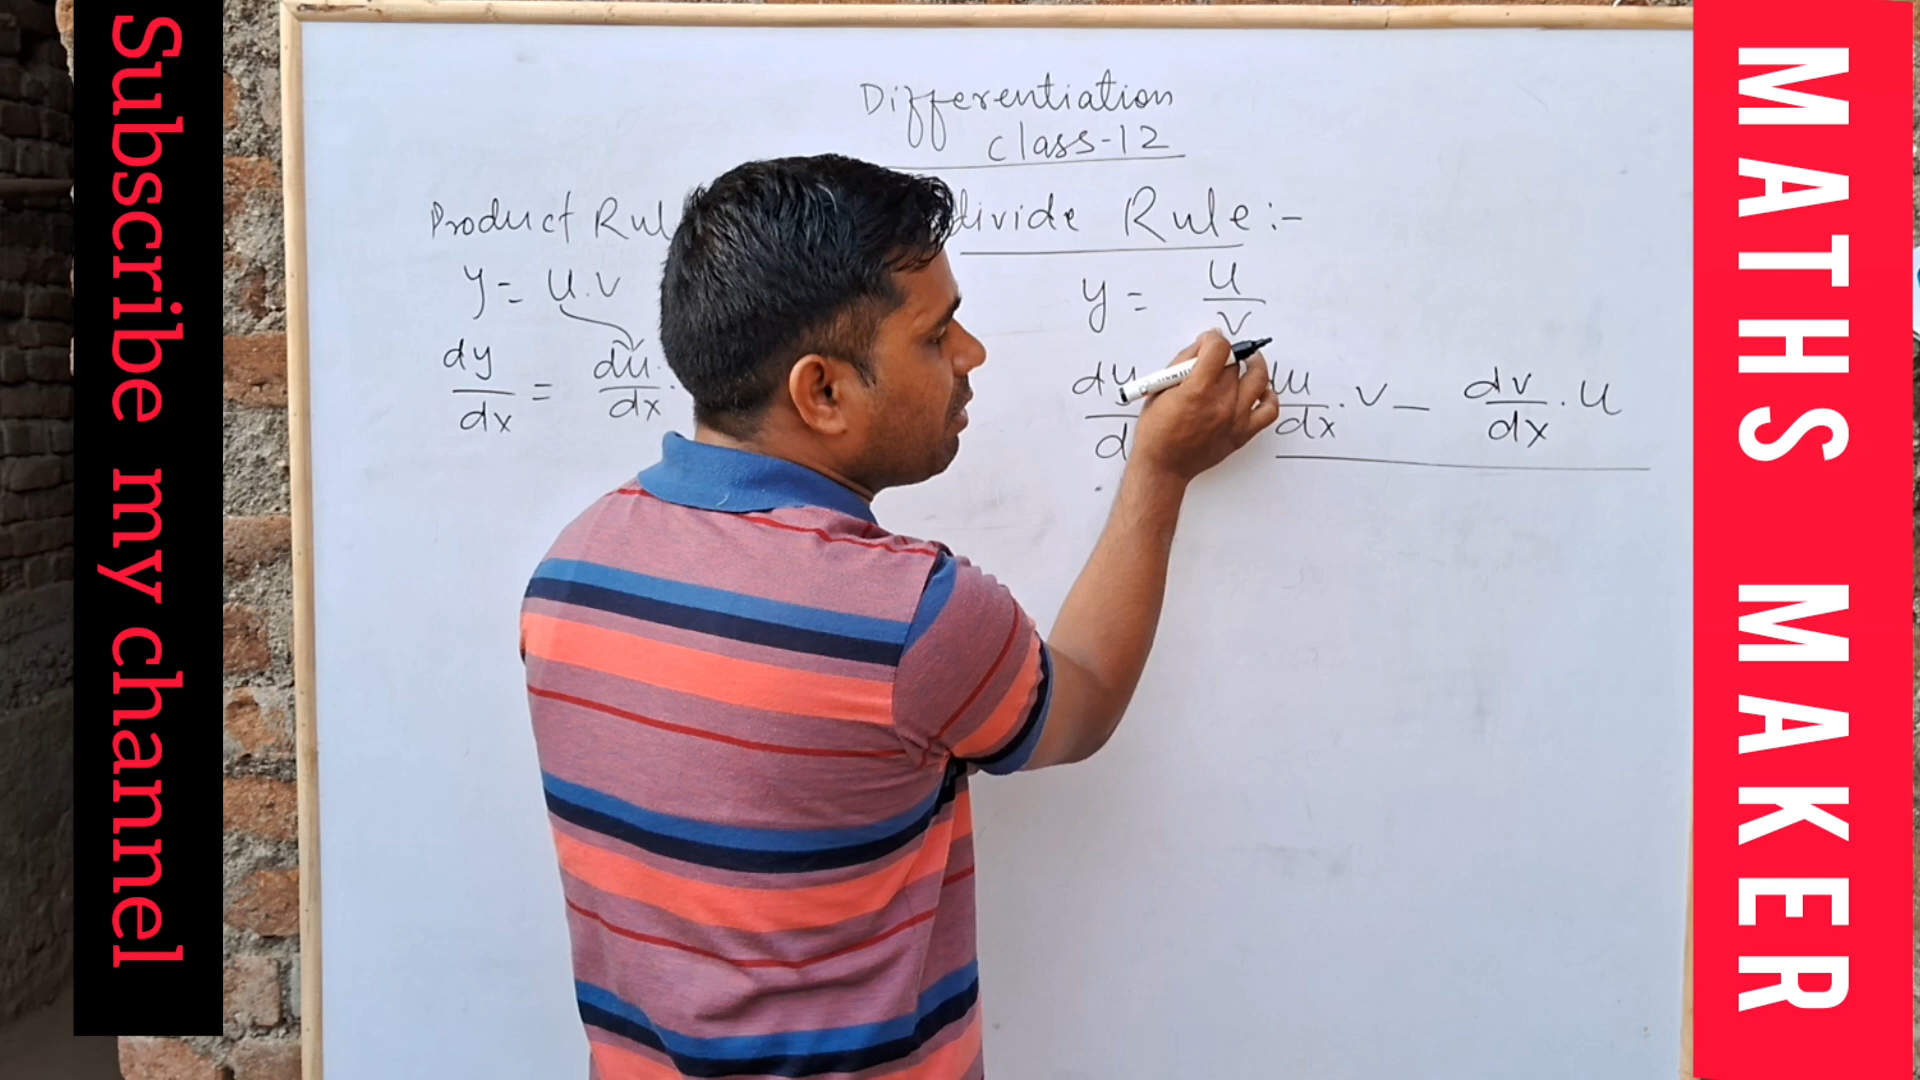 Subscribe my channel
Differentiation
class-12
Product Rul
y = u.v
dy/dx = du/dx .
divide Rule :-
y = u/v
du/dx . v - dv/dx . u
MATHS MAKER